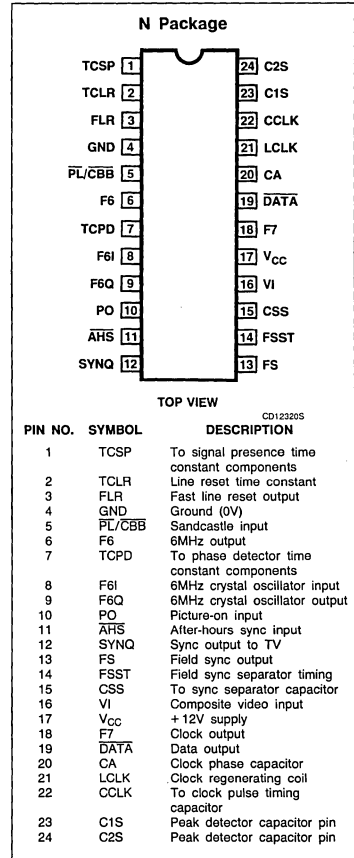 N Package
TCSP 1 24 C2S
TCLR 2 23 C1S
FLR 3 22 CCLK
GND 4 21 LCLK
PL/CBB 5 20 CA
F6 6 19 DATA
TCPD 7 18 F7
F6I 8 17 VCC
F6Q 9 16 VI
PO 10 15 CSS
AHS 11 14 FSST
SYNQ 12 13 FS
TOP VIEW
CD12320S
PIN NO. SYMBOL DESCRIPTION
1 TCSP To signal presence time
constant components
2 TCLR Line reset time constant
3 FLR Fast line reset output
4 GND Ground (0V)
5 PL/CBB Sandcastle input
6 F6 6MHz output
7 TCPD To phase detector time
constant components
8 F6I 6MHz crystal oscillator input
9 F6Q 6MHz crystal oscillator output
10 PO Picture-on input
11 AHS After-hours sync input
12 SYNQ Sync output to TV
13 FS Field sync output
14 FSST Field sync separator timing
15 CSS To sync separator capacitor
16 VI Composite video input
17 VCC +12V supply
18 F7 Clock output
19 DATA Data output
20 CA Clock phase capacitor
21 LCLK Clock regenerating coil
22 CCLK To clock pulse timing
capacitor
23 C1S Peak detector capacitor pin
24 C2S Peak detector capacitor pin